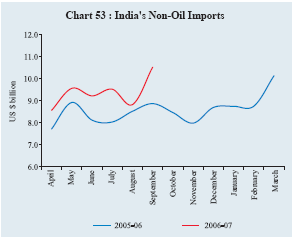 Chart 53 : India's Non-Oil Imports
US $ billion
12.0
11.0
10.0
9.0
8.0
7.0
6.0
April
May
June
July
August
September
October
November
December
January
February
March
2005-06
2006-07